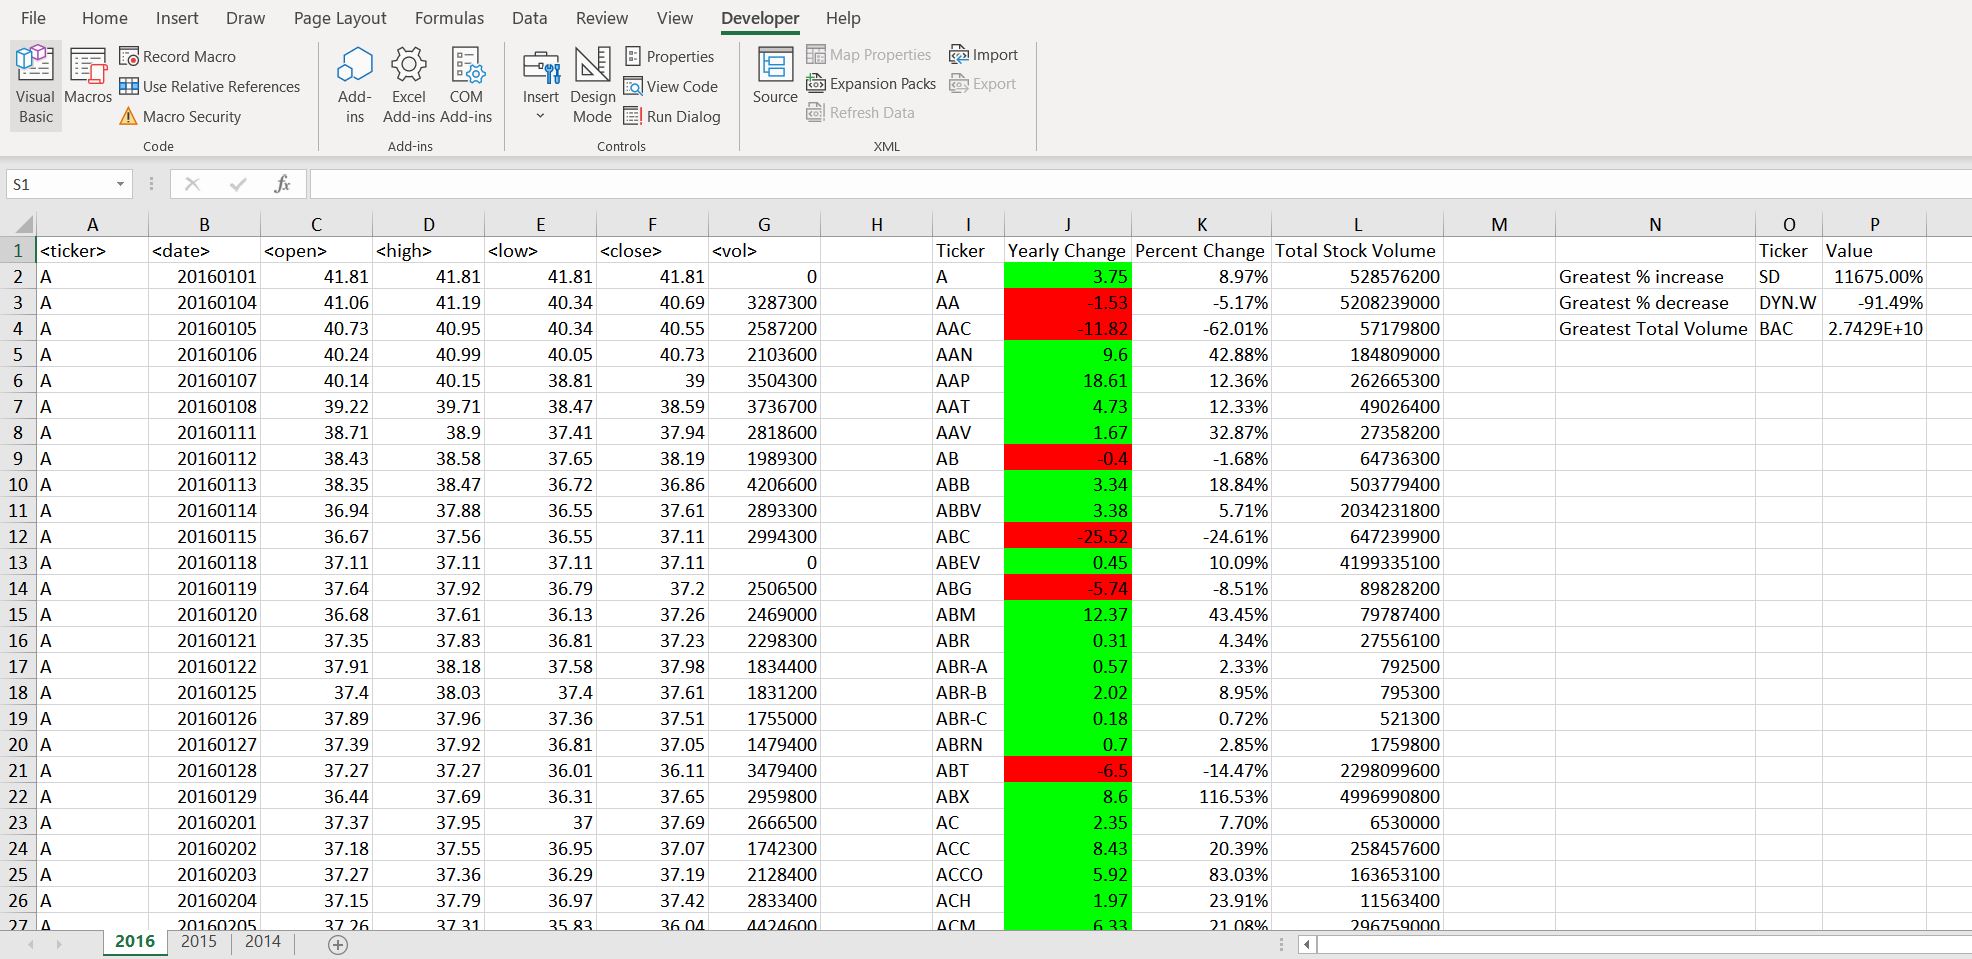 File Home Insert Draw Page Layout Formulas Data Review View Developer Help
Visual Basic
Macros
Record Macro
Use Relative References
Macro Security
Code
Add-ins
Excel Add-ins
COM Add-ins
Add-ins
Insert
Design Mode
Properties
View Code
Run Dialog
Controls
Source
Map Properties
Expansion Packs
Refresh Data
Import
Export
XML
S1 fx
A B C D E F G H I J K L M N O P
1 <ticker> <date> <open> <high> <low> <close> <vol> Ticker Yearly Change Percent Change Total Stock Volume Ticker Value
2 A 20160101 41.81 41.81 41.81 41.81 0 A 3.75 8.97% 528576200 Greatest % increase SD 11675.00%
3 A 20160104 41.06 41.19 40.34 40.69 3287300 AA -1.53 -5.17% 5208239000 Greatest % decrease DYN.W -91.49%
4 A 20160105 40.73 40.95 40.34 40.55 2587200 AAC -11.82 -62.01% 57179800 Greatest Total Volume BAC 2.7429E+10
5 A 20160106 40.24 40.99 40.05 40.73 2103600 AAN 9.6 42.88% 184809000
6 A 20160107 40.14 40.15 38.81 39 3504300 AAP 18.61 12.36% 262665300
7 A 20160108 39.22 39.71 38.47 38.59 3736700 AAT 4.73 12.33% 49026400
8 A 20160111 38.71 38.9 37.41 37.94 2818600 AAV 1.67 32.87% 27358200
9 A 20160112 38.43 38.58 37.65 38.19 1989300 AB -0.4 -1.68% 64736300
10 A 20160113 38.35 38.47 36.72 36.86 4206600 ABB 3.34 18.84% 503779400
11 A 20160114 36.94 37.88 36.55 37.61 2893300 ABBV 3.38 5.71% 2034231800
12 A 20160115 36.67 37.56 36.55 37.11 2994300 ABC -25.52 -24.61% 647239900
13 A 20160118 37.11 37.11 37.11 37.11 0 ABEV 0.45 10.09% 4199335100
14 A 20160119 37.64 37.92 36.79 37.2 2506500 ABG -5.74 -8.51% 89828200
15 A 20160120 36.68 37.61 36.13 37.26 2469000 ABM 12.37 43.45% 79787400
16 A 20160121 37.35 37.83 36.81 37.23 2298300 ABR 0.31 4.34% 27556100
17 A 20160122 37.91 38.18 37.58 37.98 1834400 ABR-A 0.57 2.33% 792500
18 A 20160125 37.4 38.03 37.4 37.61 1831200 ABR-B 2.02 8.95% 795300
19 A 20160126 37.89 37.96 37.36 37.51 1755000 ABR-C 0.18 0.72% 521300
20 A 20160127 37.39 37.92 36.81 37.05 1479400 ABRN 0.7 2.85% 1759800
21 A 20160128 37.27 37.27 36.01 36.11 3479400 ABT -6.5 -14.47% 2298099600
22 A 20160129 36.44 37.69 36.31 37.65 2959800 ABX 8.6 116.53% 4996990800
23 A 20160201 37.37 37.95 37 37.69 2666500 AC 2.35 7.70% 6530000
24 A 20160202 37.18 37.55 36.95 37.07 1742300 ACC 8.43 20.39% 258457600
25 A 20160203 37.27 37.36 36.29 37.19 2128400 ACCO 5.92 83.03% 163653100
26 A 20160204 37.15 37.79 36.97 37.42 2833400 ACH 1.97 23.91% 11563400
27 A 20160205 37.26 37.31 35.83 36.04 4424600 ACM 6.33 21.08% 296759000
2016 2015 2014